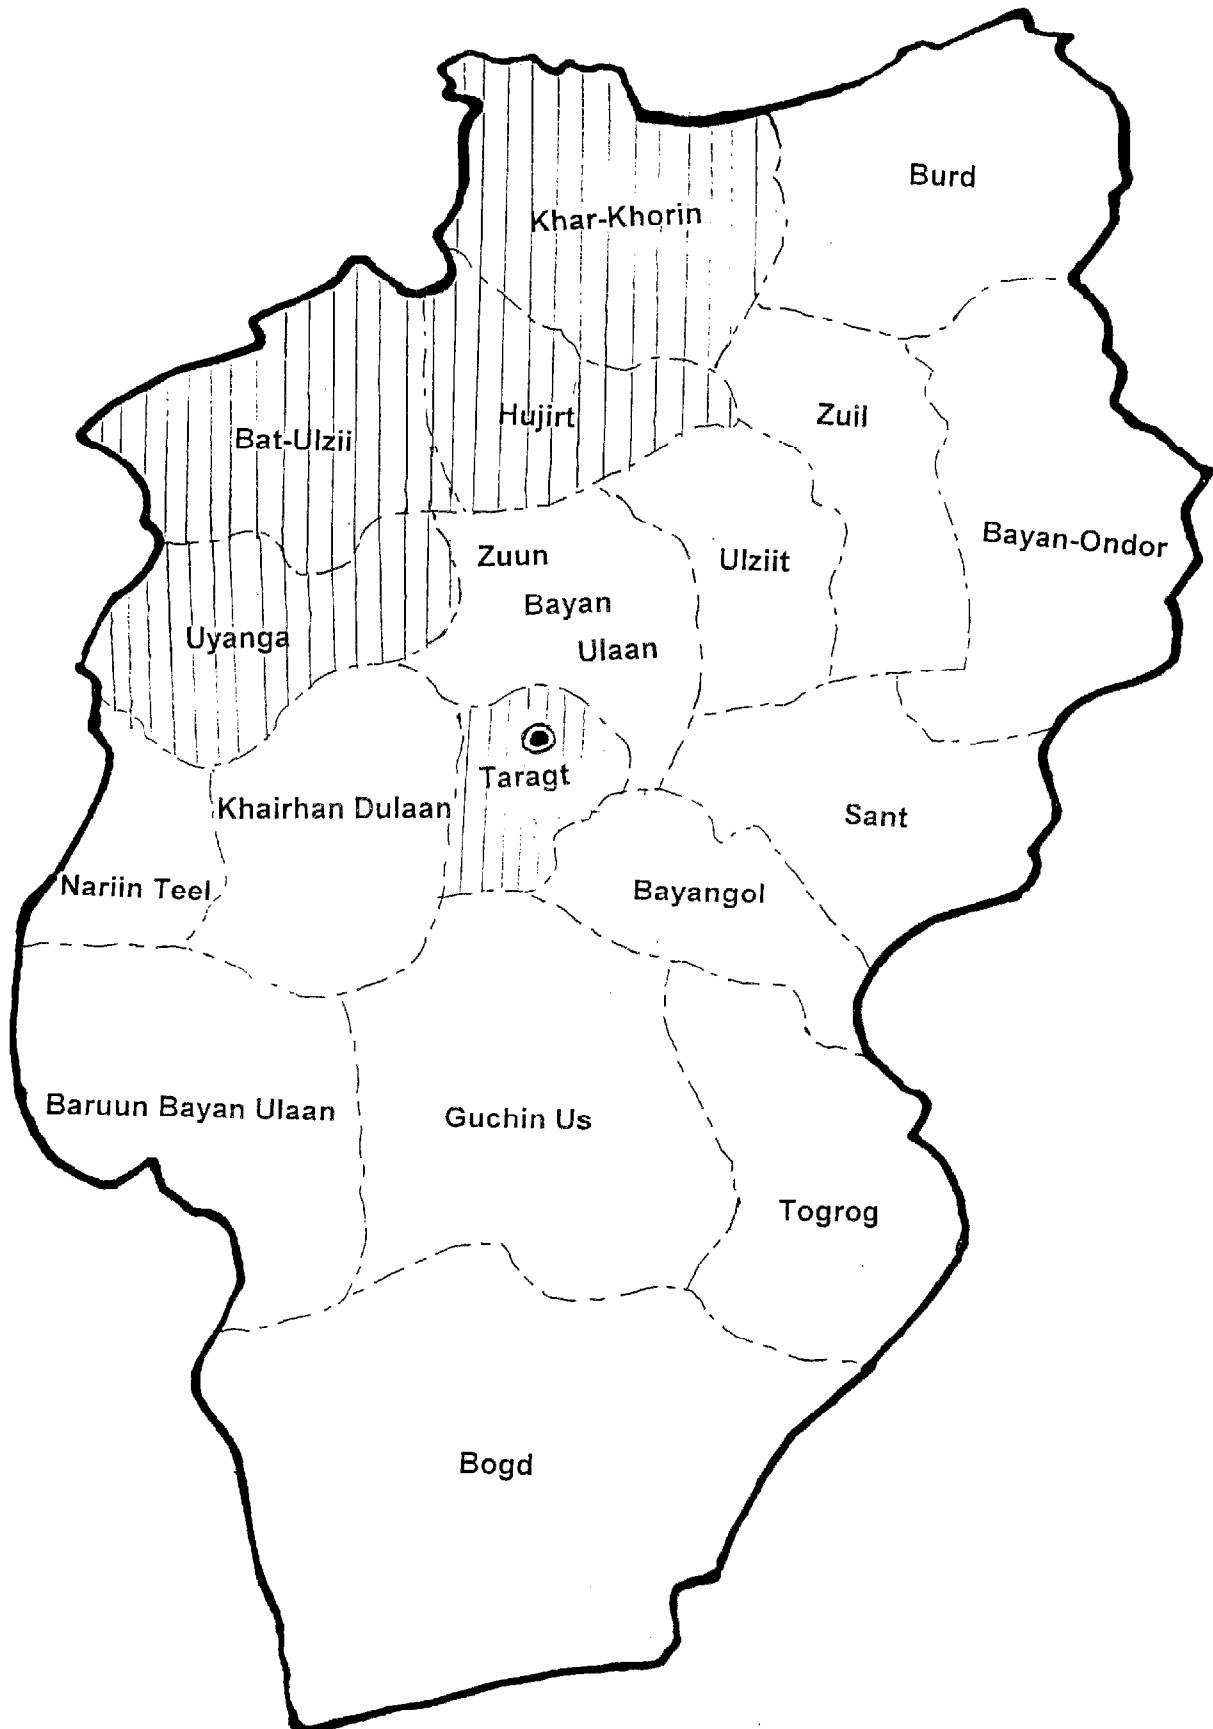 Burd
Khar-Khorin
Hujirt
Zuil
Bat-Ulzii
Bayan-Ondor
Zuun
Bayan
Ulaan
Ulziit
Uyanga
Taragt
Khairhan Dulaan
Sant
Nariin Teel
Bayangol
Baruun Bayan Ulaan
Guchin Us
Togrog
Bogd